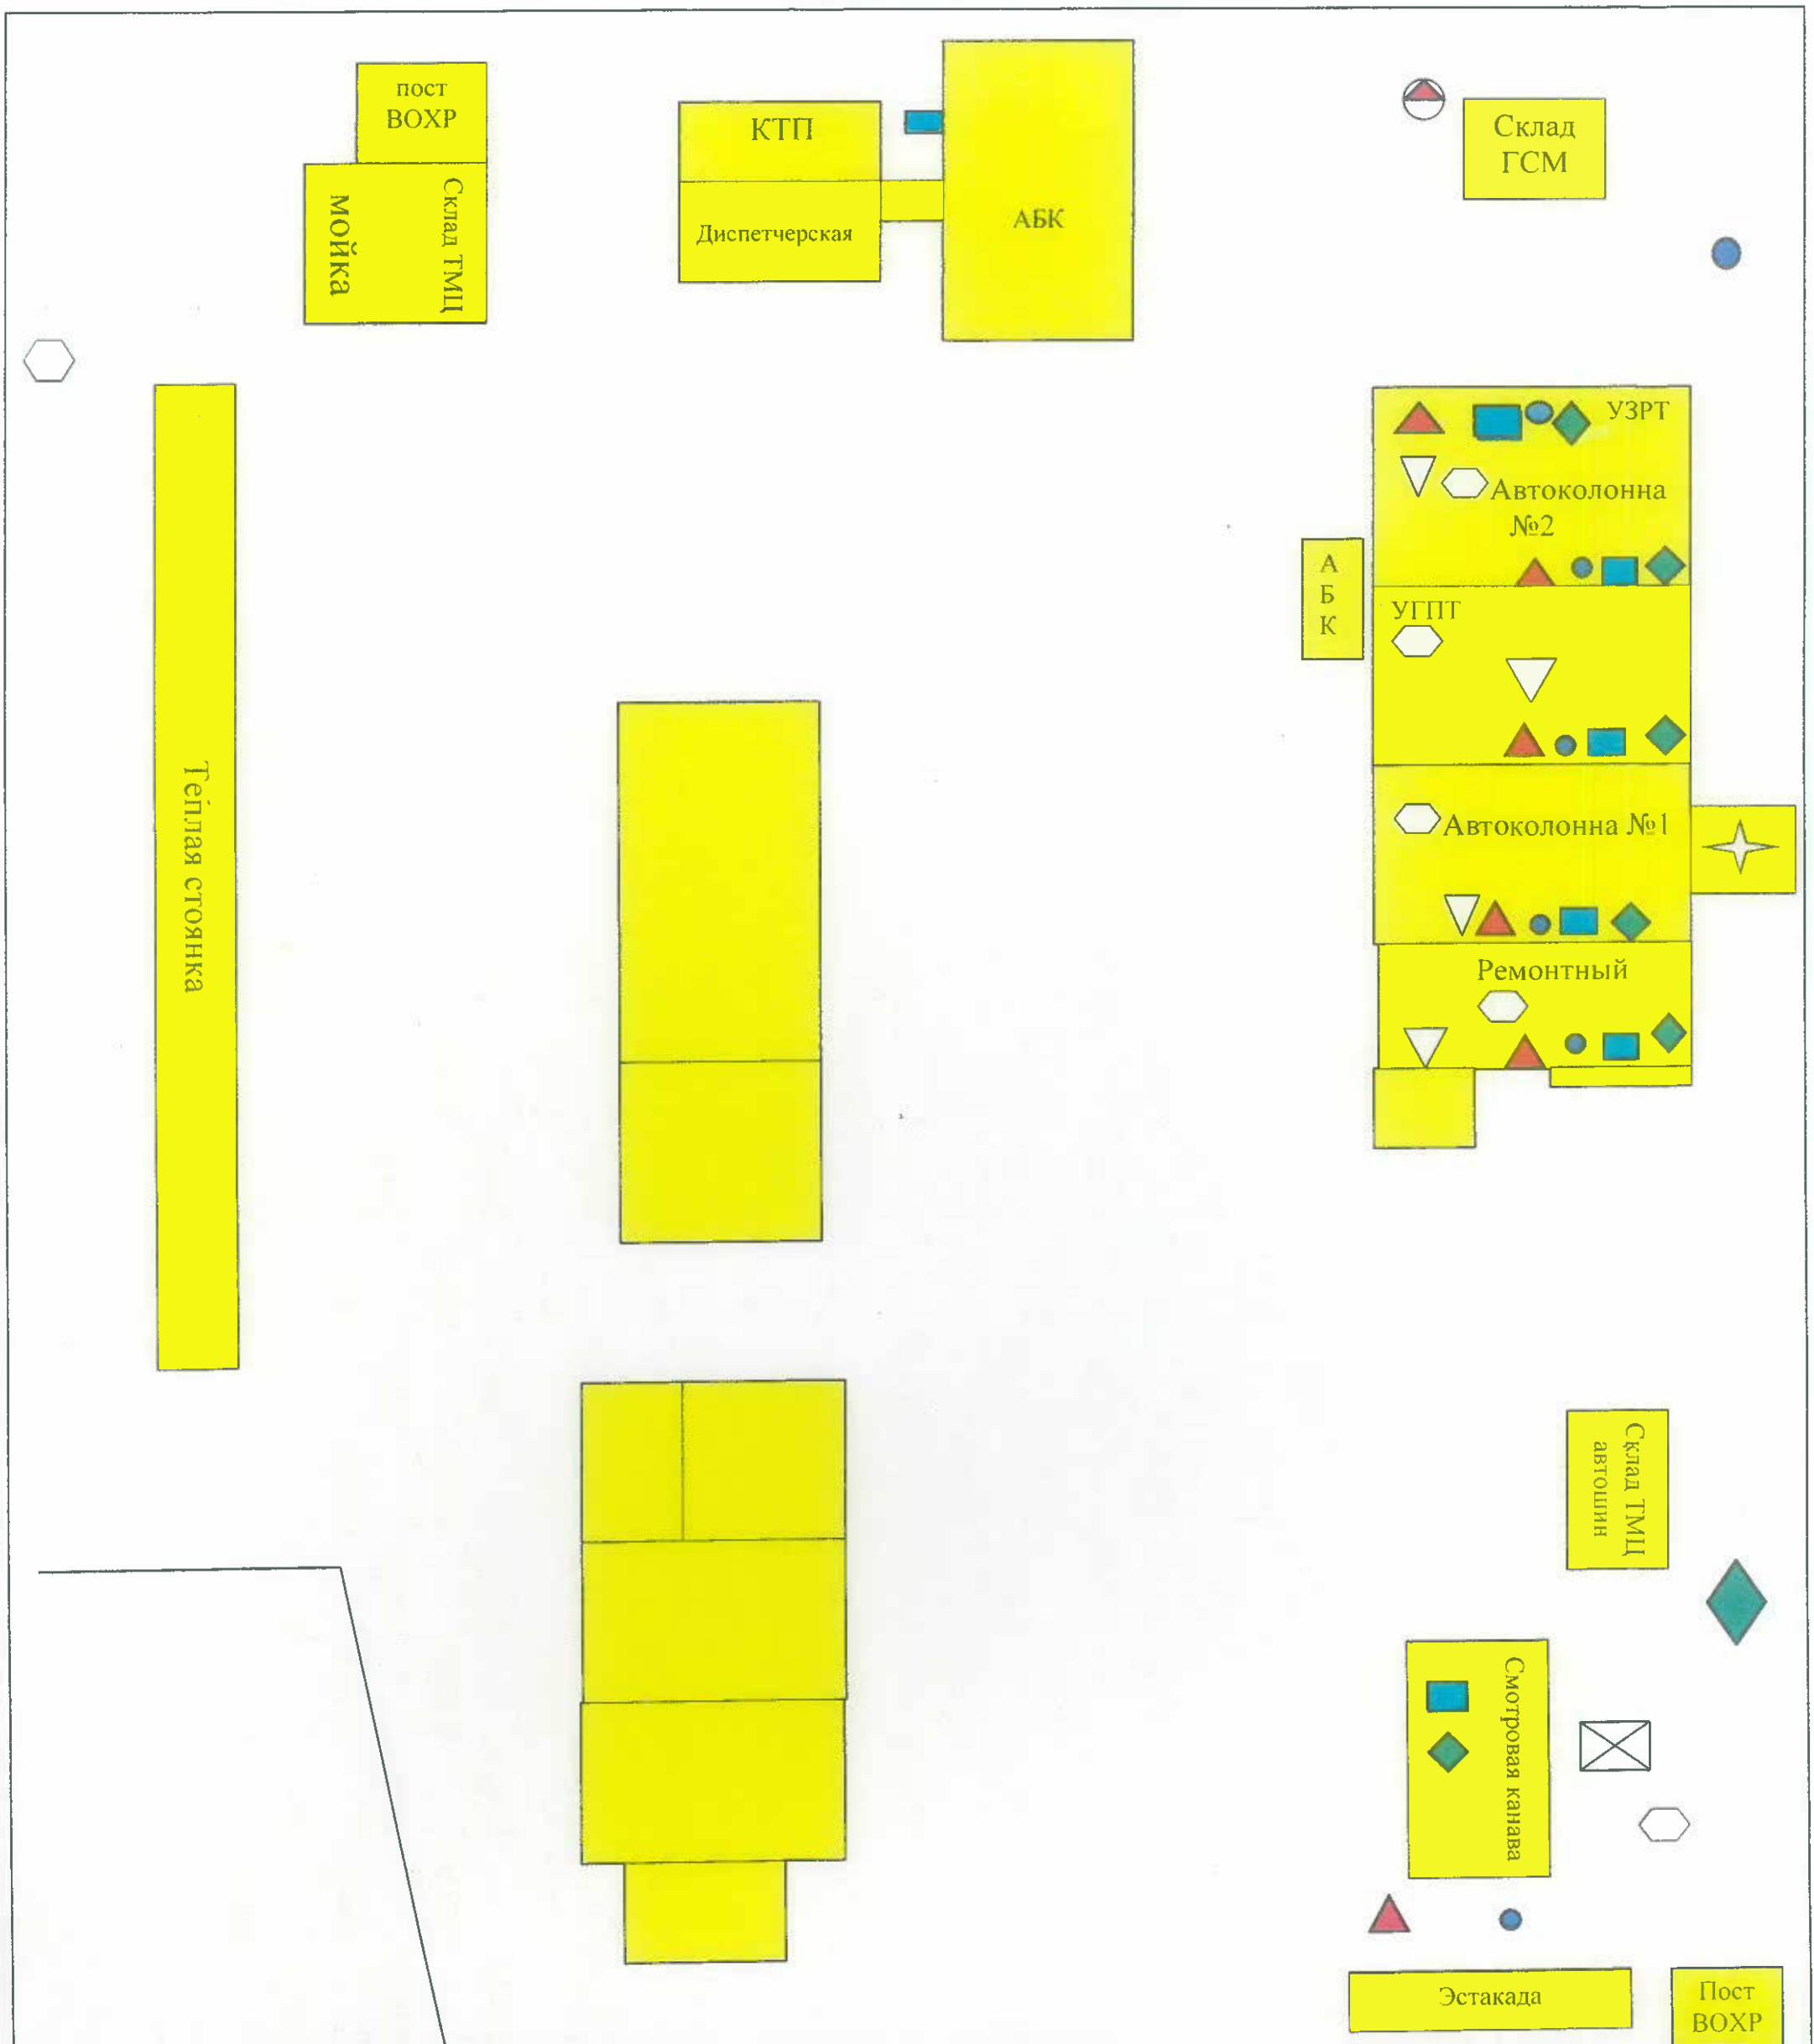 пост
ВОХР
Склад ТМЦ
мойка
КТП
Диспетчерская
АБК
Склад
ГСМ
УЗРТ
Автоколонна
№2
А
Б
К
УГПТ
Автоколонна №1
Ремонтный
Теплая стоянка
Склад ТМЦ
автошин
Смотровая канава
Эстакада
Пост
ВОХР